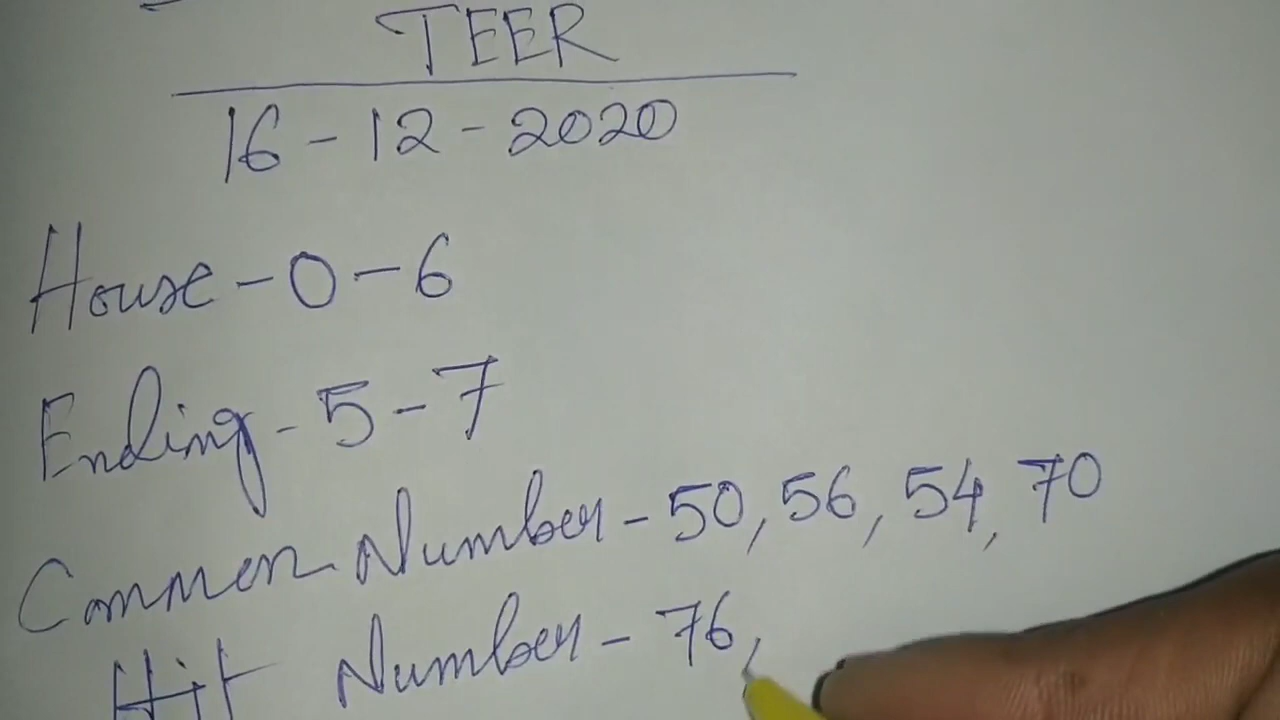 TEER
16-12-2020
House-0-6
Ending-5-7
Common Number-50, 56, 54, 70
Hit Number-76,